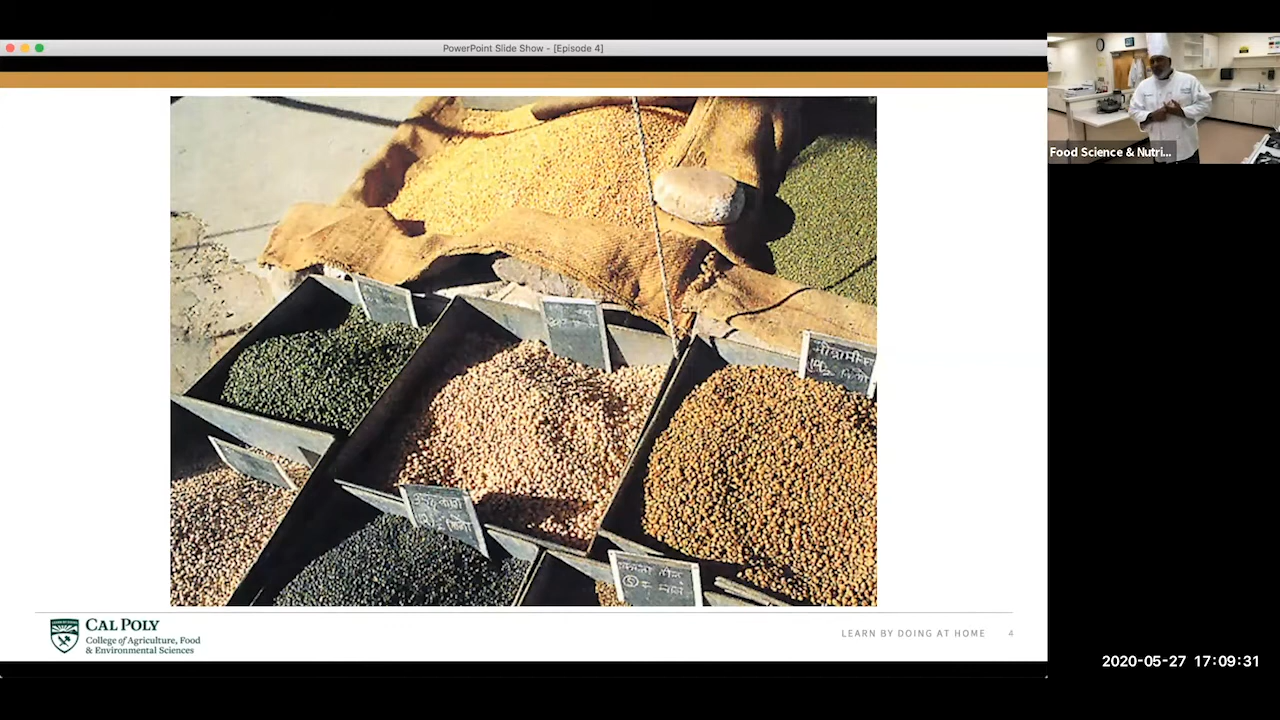 PowerPoint Slide Show - [Episode 4]
Food Science & Nutri...
CAL POLY
College of Agriculture, Food
& Environmental Sciences
LEARN BY DOING AT HOME 4
2020-05-27 17:09:31